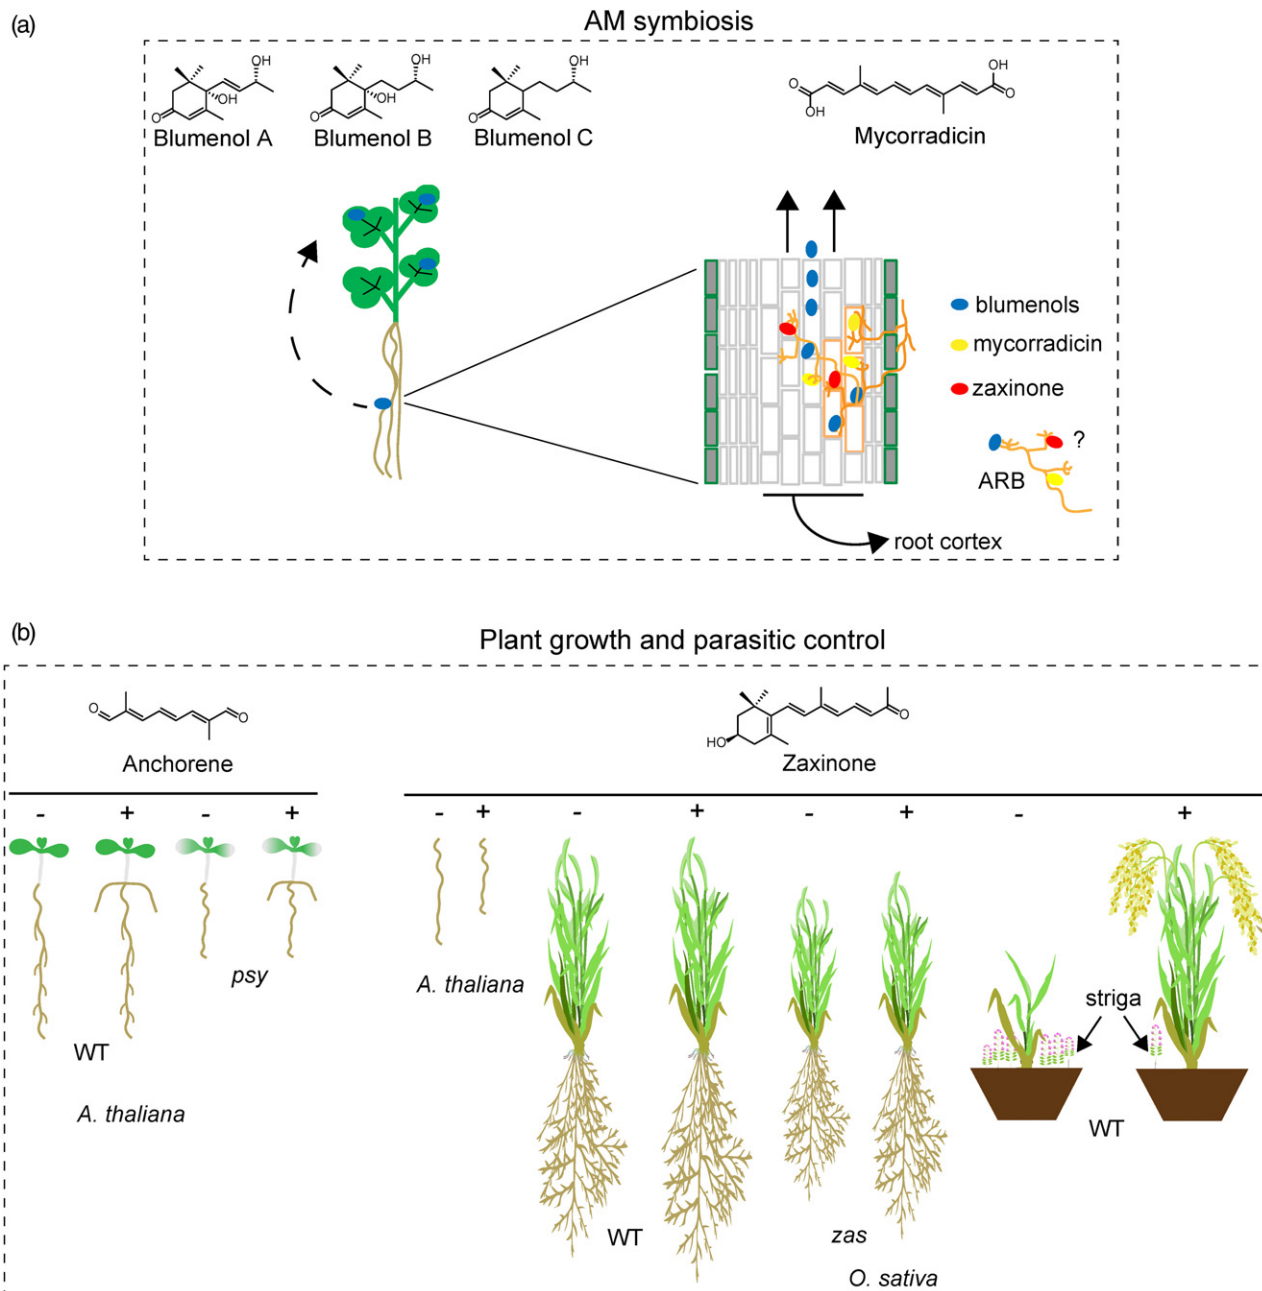 (a)
AM symbiosis
OH
OH
O
Blumenol A
OH
OH
O
Blumenol B
OH
O
Blumenol C
O
OH
OH
O
Mycorradicin
blumenols
mycorradicin
zaxinone
?
ARB
root cortex
(b)
Plant growth and parasitic control
O
O
Anchorene
HO
O
Zaxinone
- + - +
- + - + - + - +
psy
WT
A. thaliana
A. thaliana
striga
WT
WT
zas
O. sativa